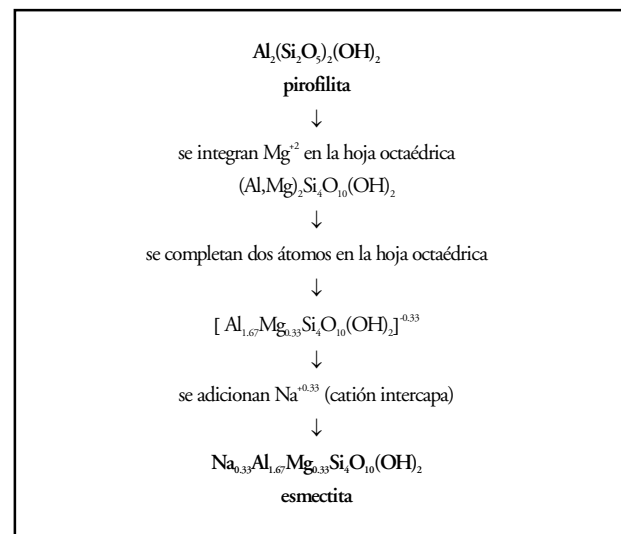 Al₂(Si₂O₅)₂(OH)₂
pirofilita
↓
se integran Mg⁺² en la hoja octaédrica
(Al,Mg)₂Si₄O₁₀(OH)₂
↓
se completan dos átomos en la hoja octaédrica
↓
[ Al₁.₆₇Mg₀.₃₃Si₄O₁₀(OH)₂]⁻⁰·³³
↓
se adicionan Na⁺⁰·³³ (catión intercapa)
↓
Na₀.₃₃Al₁.₆₇Mg₀.₃₃Si₄O₁₀(OH)₂
esmectita